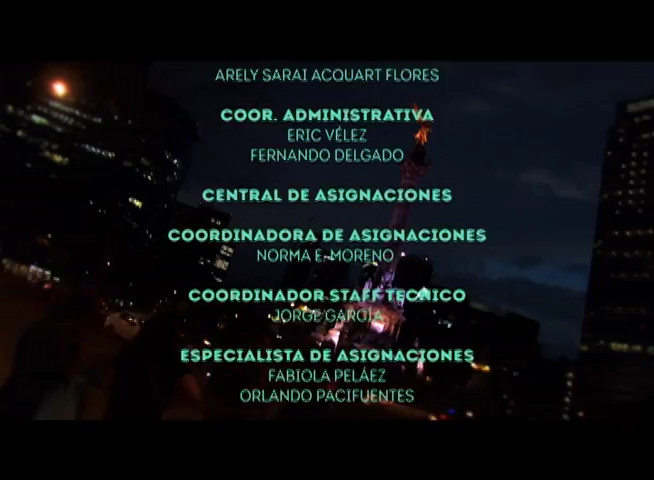 ARELY SARAI ACQUART FLORES
COOR. ADMINISTRATIVA
ERIC VÉLEZ
FERNANDO DELGADO
CENTRAL DE ASIGNACIONES
COORDINADORA DE ASIGNACIONES
NORMA E. MORENO
COORDINADOR STAFF TECNICO
JORGE GARCÍA
ESPECIALISTA DE ASIGNACIONES
FABIOLA PELÁEZ
ORLANDO PACIFUENTES